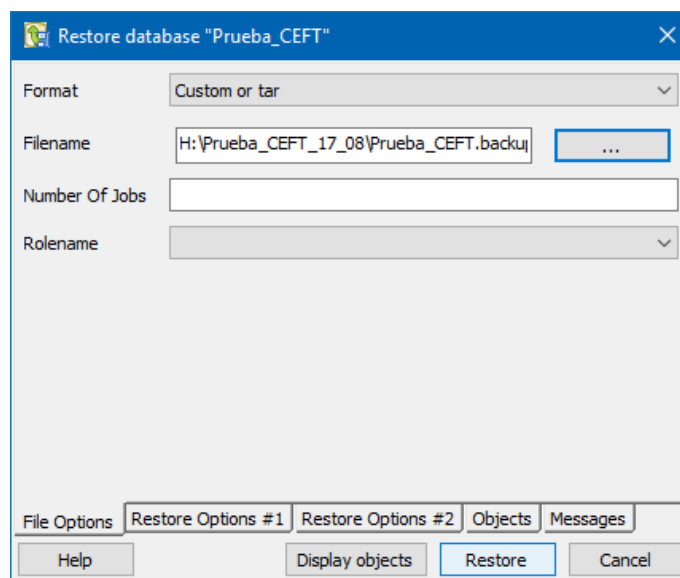 Restore database "Prueba_CEFT"
Format Custom or tar
Filename H:\Prueba_CEFT_17_08\Prueba_CEFT.backu ...
Number Of Jobs
Rolename
File Options Restore Options #1 Restore Options #2 Objects Messages
Help Display objects Restore Cancel